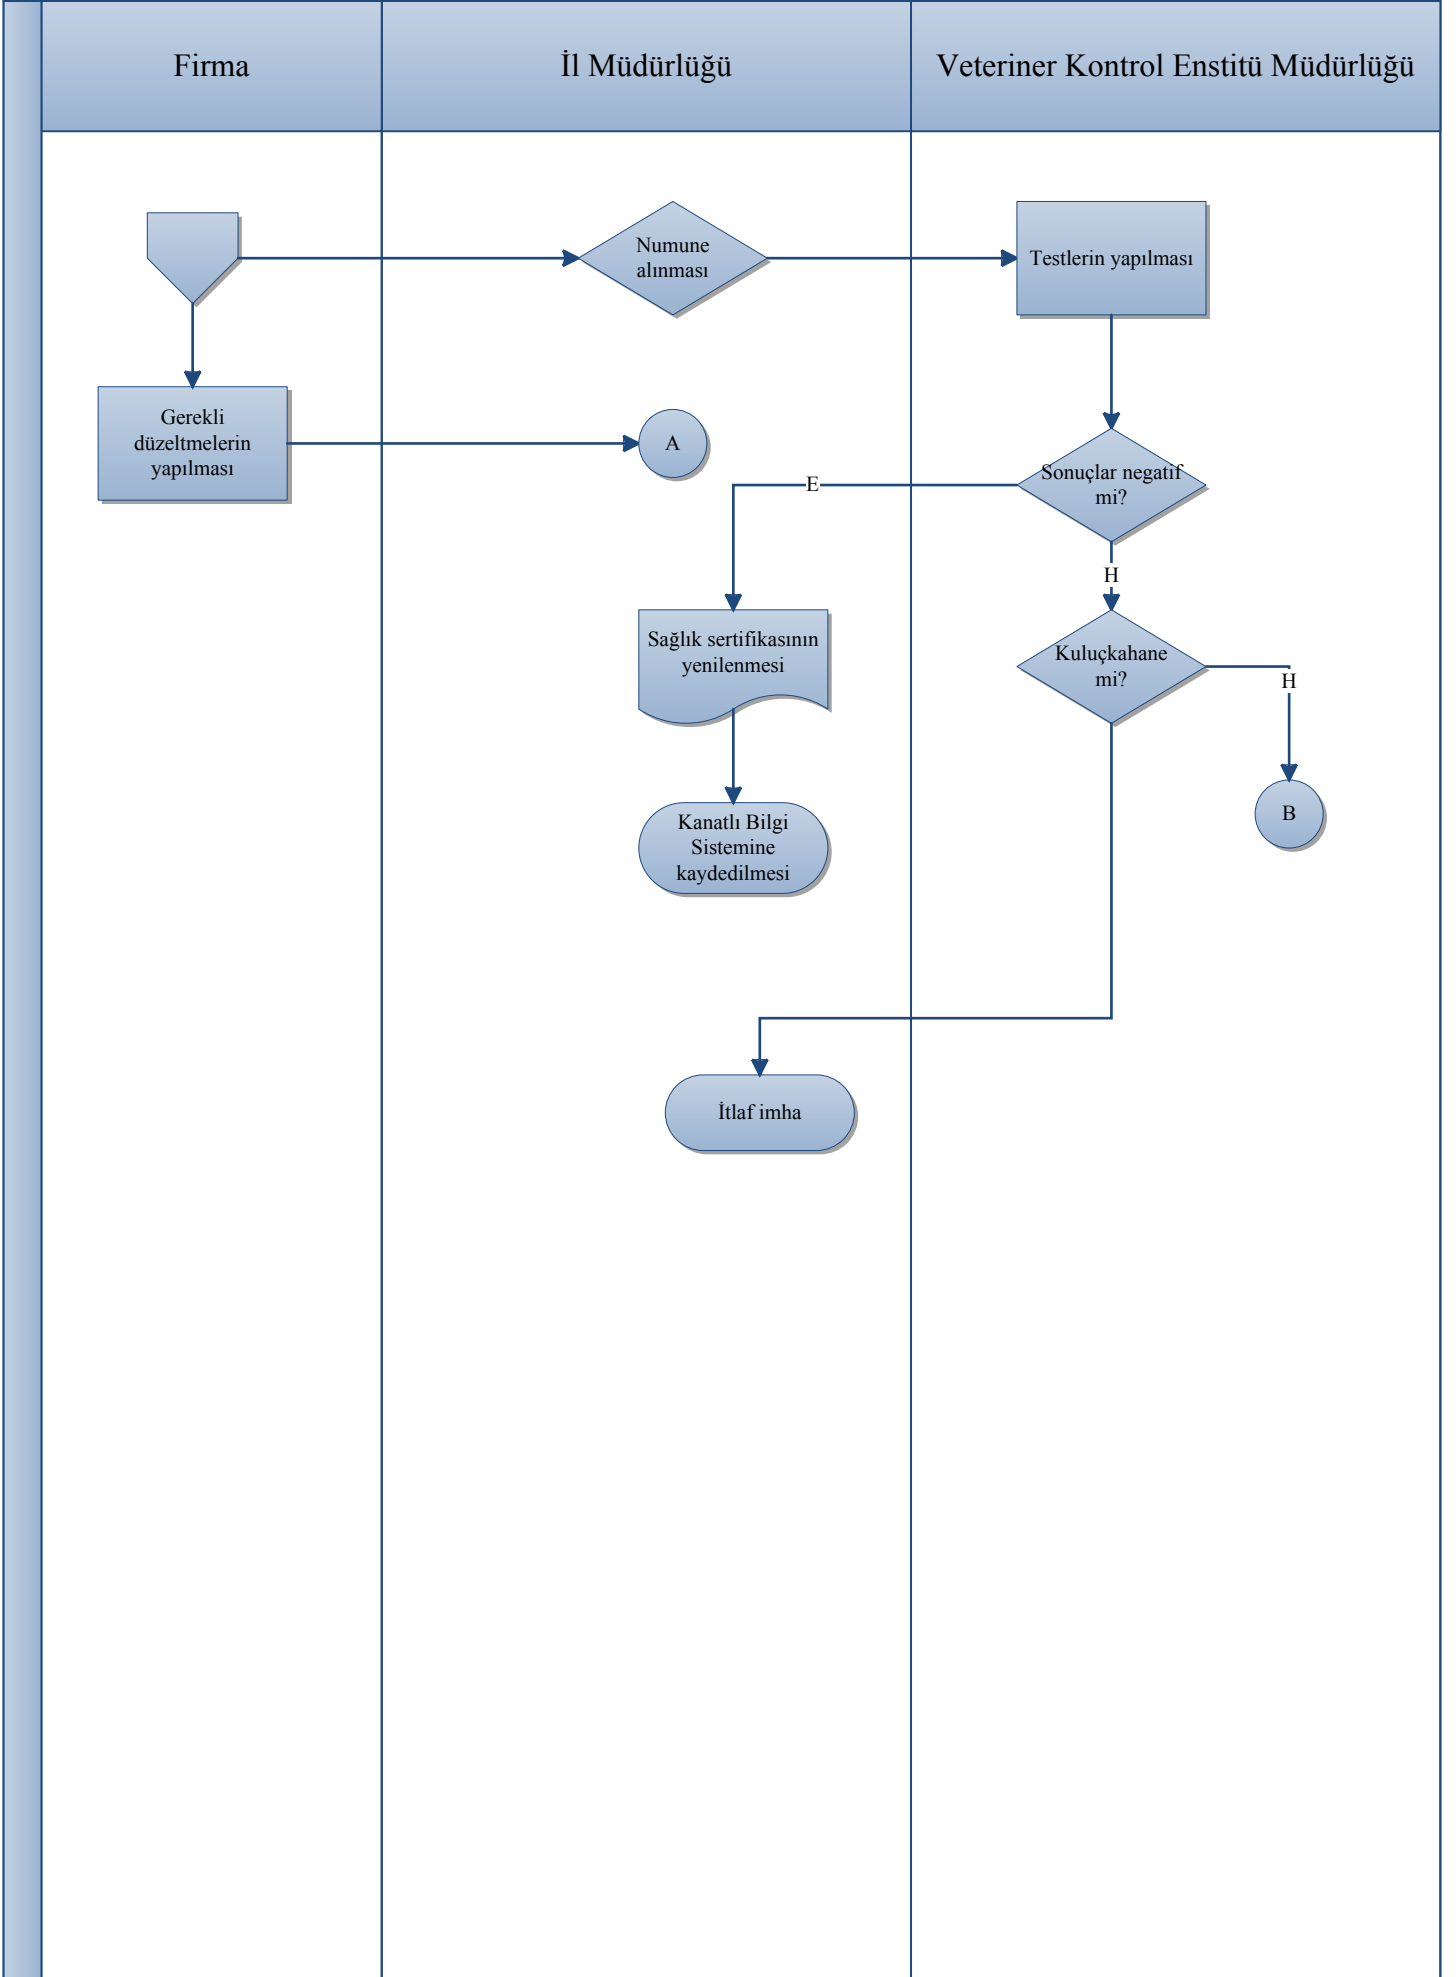 Firma
İl Müdürlüğü
Veteriner Kontrol Enstitü Müdürlüğü
Numune
alınması
Testlerin yapılması
Gerekli
düzeltmelerin
yapılması
A
Sonuçlar negatif
mi?
E
H
Sağlık sertifikasının
yenilenmesi
Kuluçkahane
mi?
H
Kanatlı Bilgi
Sistemine
kaydedilmesi
B
İtlaf imha